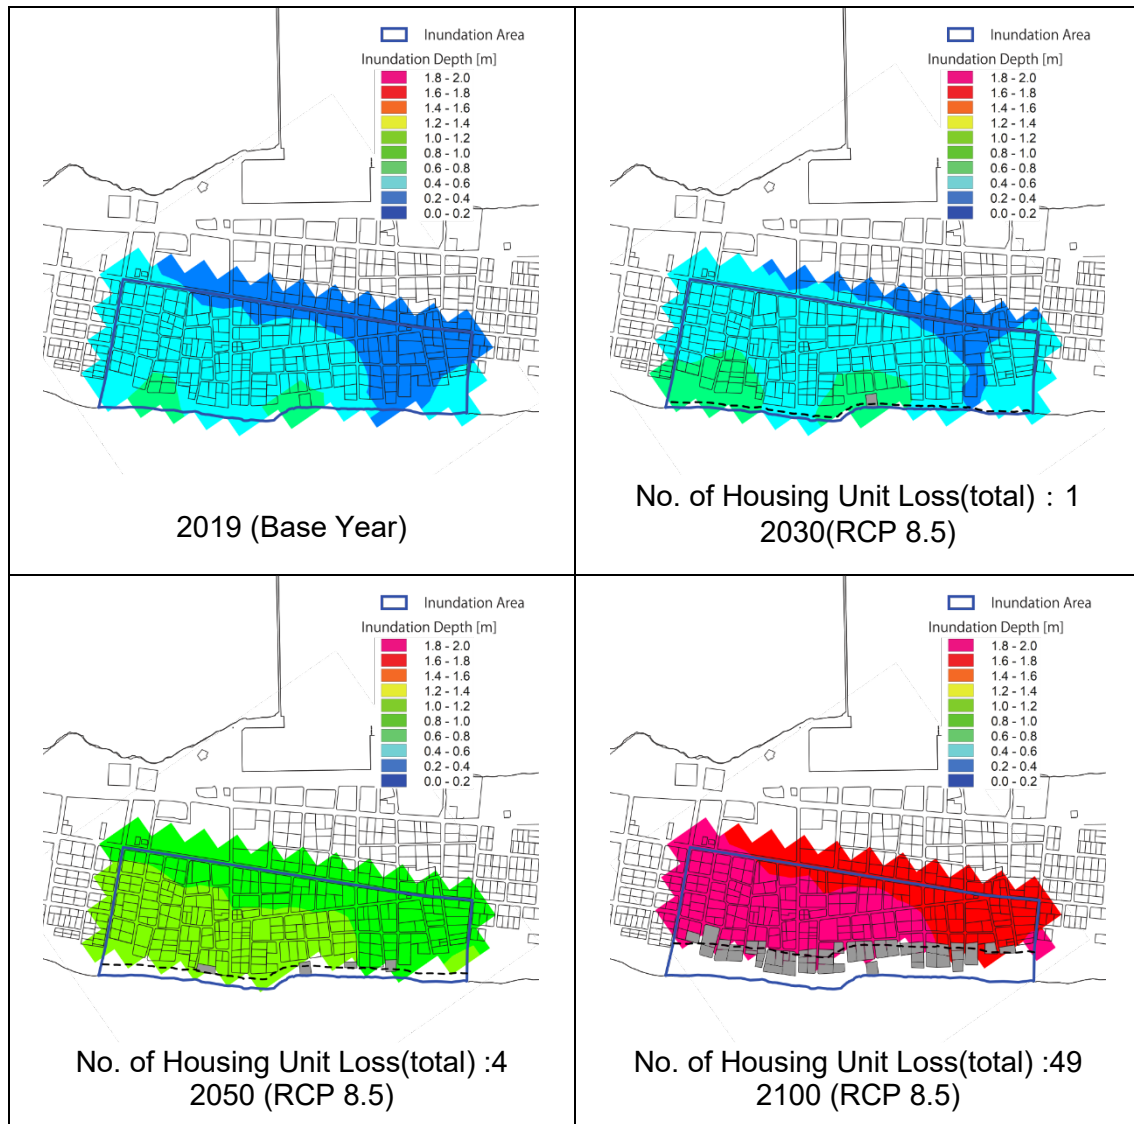 Inundation Area
Inundation Depth [m]
1.8 - 2.0
1.6 - 1.8
1.4 - 1.6
1.2 - 1.4
1.0 - 1.2
0.8 - 1.0
0.6 - 0.8
0.4 - 0.6
0.2 - 0.4
0.0 - 0.2
2019 (Base Year)
Inundation Area
Inundation Depth [m]
1.8 - 2.0
1.6 - 1.8
1.4 - 1.6
1.2 - 1.4
1.0 - 1.2
0.8 - 1.0
0.6 - 0.8
0.4 - 0.6
0.2 - 0.4
0.0 - 0.2
No. of Housing Unit Loss(total)：1
2030(RCP 8.5)
Inundation Area
Inundation Depth [m]
1.8 - 2.0
1.6 - 1.8
1.4 - 1.6
1.2 - 1.4
1.0 - 1.2
0.8 - 1.0
0.6 - 0.8
0.4 - 0.6
0.2 - 0.4
0.0 - 0.2
No. of Housing Unit Loss(total) :4
2050 (RCP 8.5)
Inundation Area
Inundation Depth [m]
1.8 - 2.0
1.6 - 1.8
1.4 - 1.6
1.2 - 1.4
1.0 - 1.2
0.8 - 1.0
0.6 - 0.8
0.4 - 0.6
0.2 - 0.4
0.0 - 0.2
No. of Housing Unit Loss(total) :49
2100 (RCP 8.5)